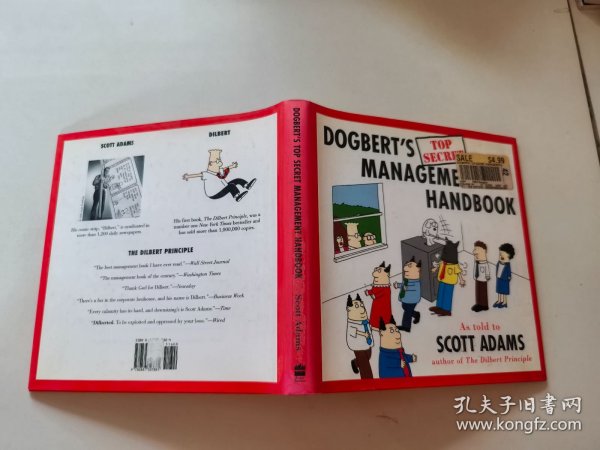 SCOTT ADAMS
DILBERT
His comic strip, "Dilbert," is syndicated in
more than 1,200 daily newspapers.
His first book, The Dilbert Principle, was a
number one New York Times bestseller and
has sold more than 1,000,000 copies.
THE DILBERT PRINCIPLE
"The best management book I have ever read."—Wall Street Journal
"The management book of the century."—Washington Times
"Thank God for Dilbert."—Newsday
"There's a fax in the corporate henhouse, and his name is Dilbert."—Business Week
"Every calamity has its bard, and downsizing's is Scott Adams."—Time
"Dilberted. To be exploited and oppressed by your boss."—Wired
DOGBERT'S TOP SECRET MANAGEMENT HANDBOOK
Scott Adams
DOGBERT'S
TOP
SECRE
SALE $4.99
MANAGEME
HANDBOOK
As told to
SCOTT ADAMS
author of The Dilbert Principle
孔夫子旧书网
www.kongfz.com